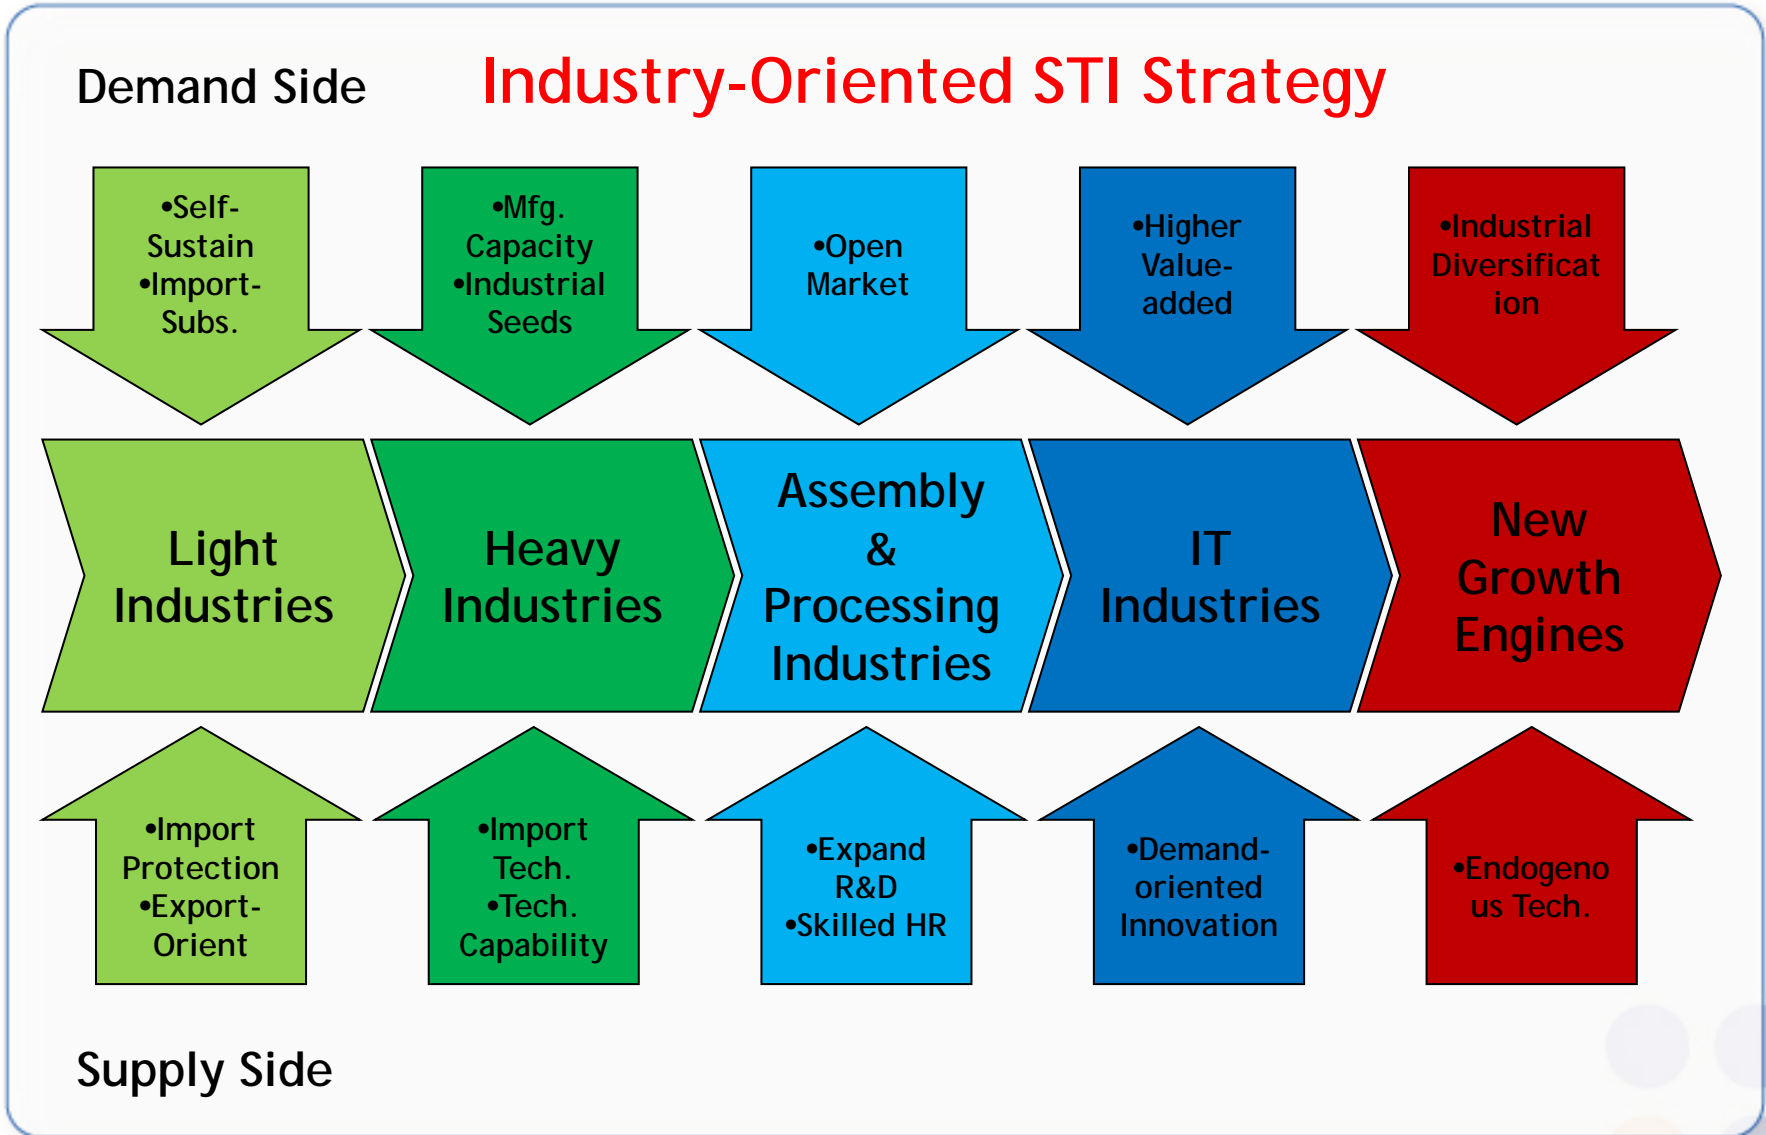 Demand Side
Industry-Oriented STI Strategy
•Self-
Sustain
•Import-
Subs.
•Mfg.
Capacity
•Industrial
Seeds
•Open
Market
•Higher
Value-
added
•Industrial
Diversificat
ion
Light
Industries
Heavy
Industries
Assembly
&
Processing
Industries
IT
Industries
New
Growth
Engines
•Import
Protection
•Export-
Orient
•Import
Tech.
•Tech.
Capability
•Expand
R&D
•Skilled HR
•Demand-
oriented
Innovation
•Endogeno
us Tech.
Supply Side